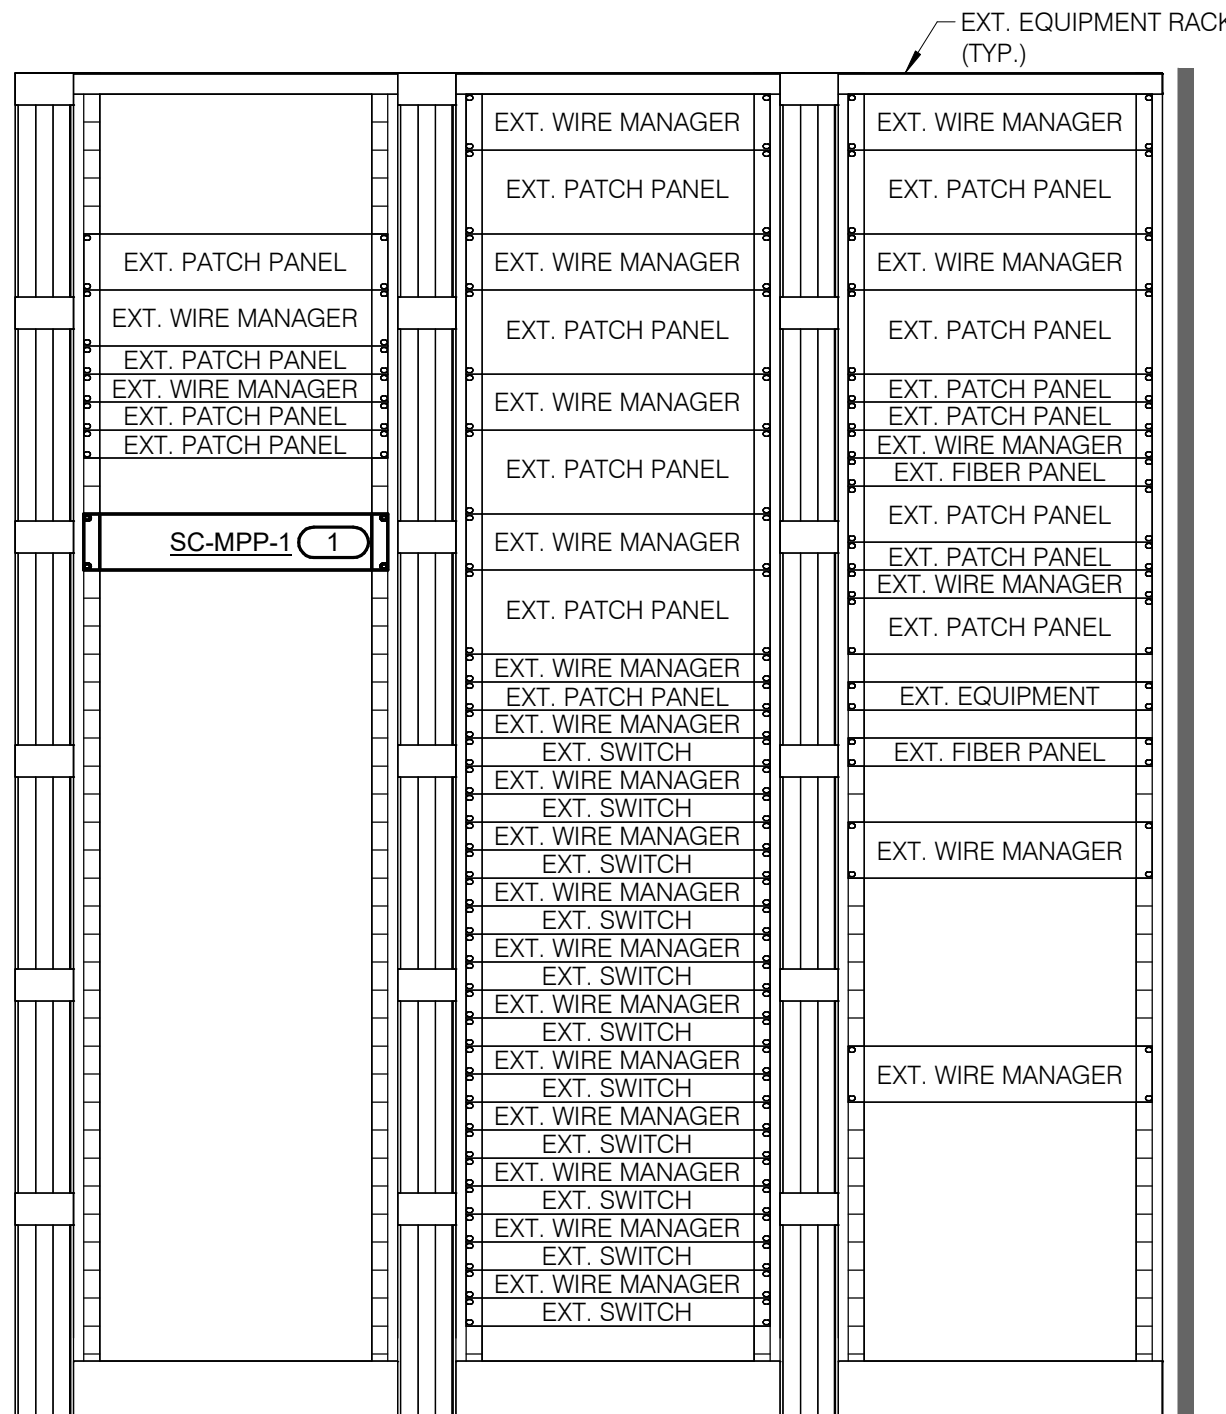 EXT. EQUIPMENT RACK
(TYP.)
EXT. PATCH PANEL
EXT. WIRE MANAGER
EXT. PATCH PANEL
EXT. WIRE MANAGER
EXT. PATCH PANEL
EXT. PATCH PANEL
SC-MPP-1 1
EXT. WIRE MANAGER
EXT. PATCH PANEL
EXT. WIRE MANAGER
EXT. PATCH PANEL
EXT. WIRE MANAGER
EXT. PATCH PANEL
EXT. WIRE MANAGER
EXT. PATCH PANEL
EXT. WIRE MANAGER
EXT. PATCH PANEL
EXT. WIRE MANAGER
EXT. SWITCH
EXT. WIRE MANAGER
EXT. SWITCH
EXT. WIRE MANAGER
EXT. SWITCH
EXT. WIRE MANAGER
EXT. SWITCH
EXT. WIRE MANAGER
EXT. SWITCH
EXT. WIRE MANAGER
EXT. SWITCH
EXT. WIRE MANAGER
EXT. SWITCH
EXT. WIRE MANAGER
EXT. SWITCH
EXT. WIRE MANAGER
EXT. SWITCH
EXT. WIRE MANAGER
EXT. SWITCH
EXT. WIRE MANAGER
EXT. SWITCH
EXT. WIRE MANAGER
EXT. PATCH PANEL
EXT. WIRE MANAGER
EXT. PATCH PANEL
EXT. PATCH PANEL
EXT. PATCH PANEL
EXT. WIRE MANAGER
EXT. FIBER PANEL
EXT. PATCH PANEL
EXT. PATCH PANEL
EXT. WIRE MANAGER
EXT. PATCH PANEL
EXT. EQUIPMENT
EXT. FIBER PANEL
EXT. WIRE MANAGER
EXT. WIRE MANAGER